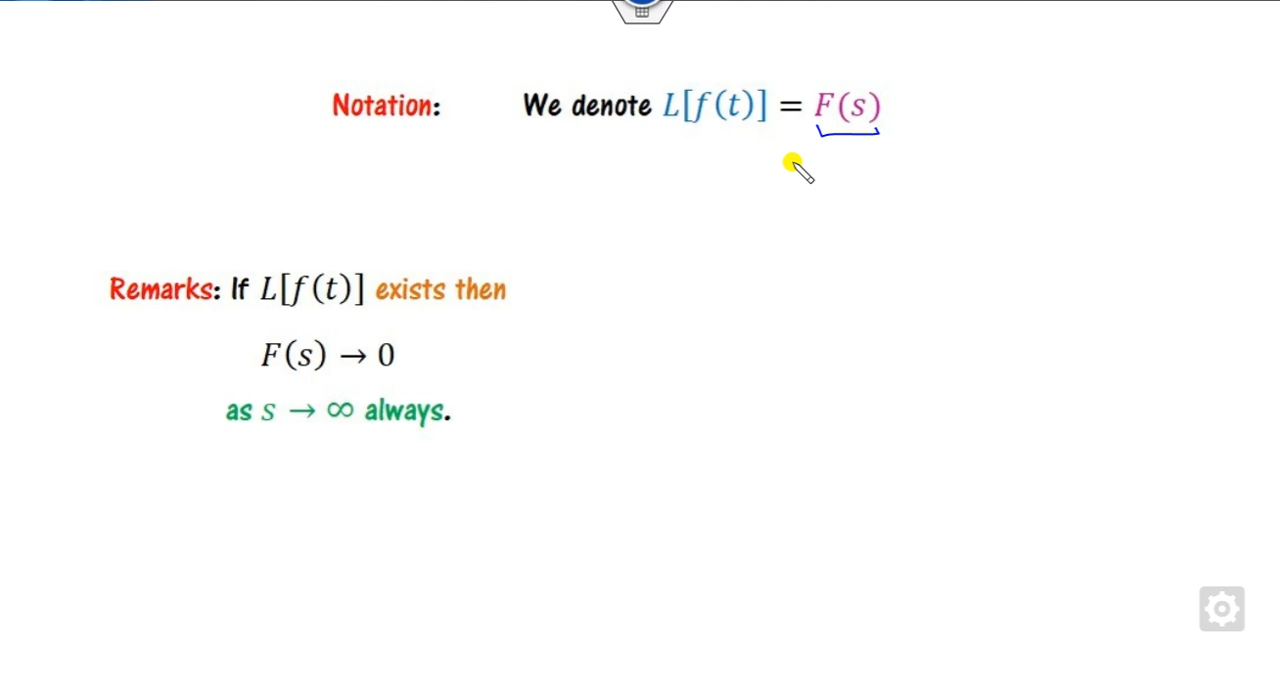 Notation: We denote L[f(t)] = F(s)
Remarks: If L[f(t)] exists then
F(s) → 0
as s → ∞ always.